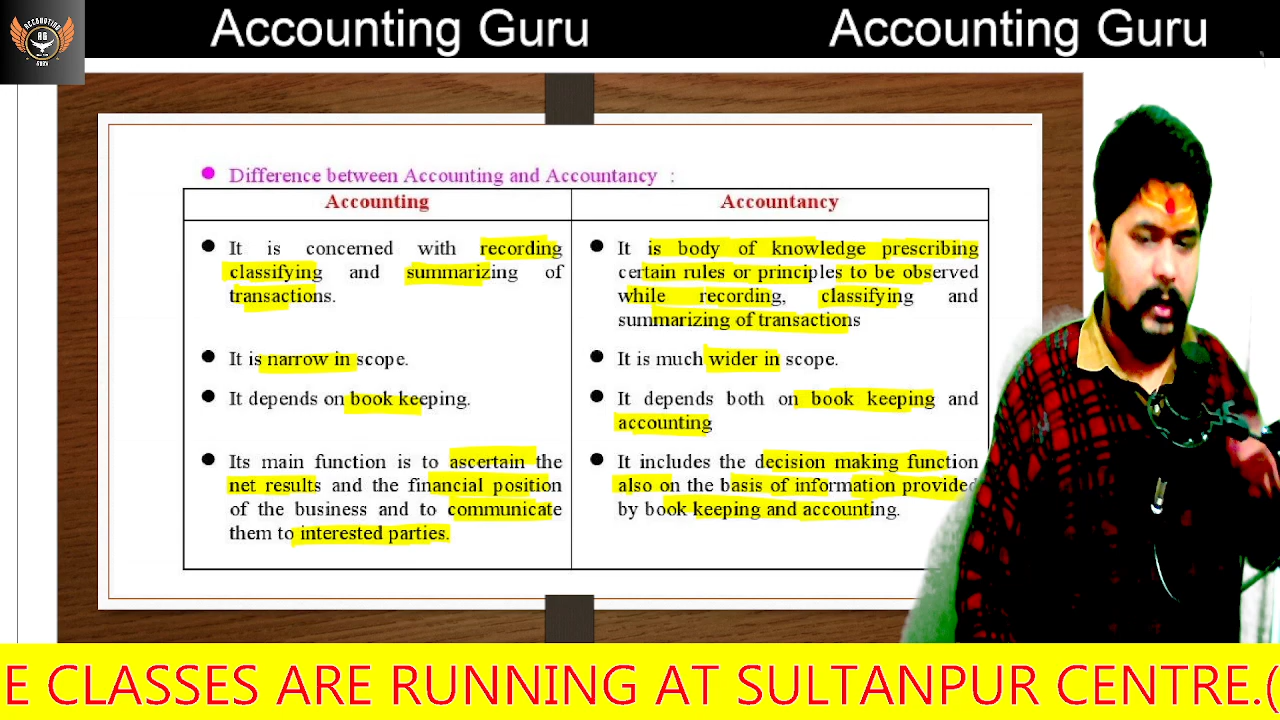 Accounting Guru
Accounting Guru
ACCOUNTING
AG
GURU
Difference between Accounting and Accountancy :
Accounting
Accountancy
It is concerned with recording
classifying and summarizing of
transactions.
It is body of knowledge prescribing
certain rules or principles to be observed
while recording, classifying and
summarizing of transactions
It is narrow in scope.
It is much wider in scope.
It depends on book keeping.
It depends both on book keeping and
accounting
Its main function is to ascertain the
net results and the financial position
of the business and to communicate
them to interested parties.
It includes the decision making function
also on the basis of information provided
by book keeping and accounting.
E CLASSES ARE RUNNING AT SULTANPUR CENTRE.(